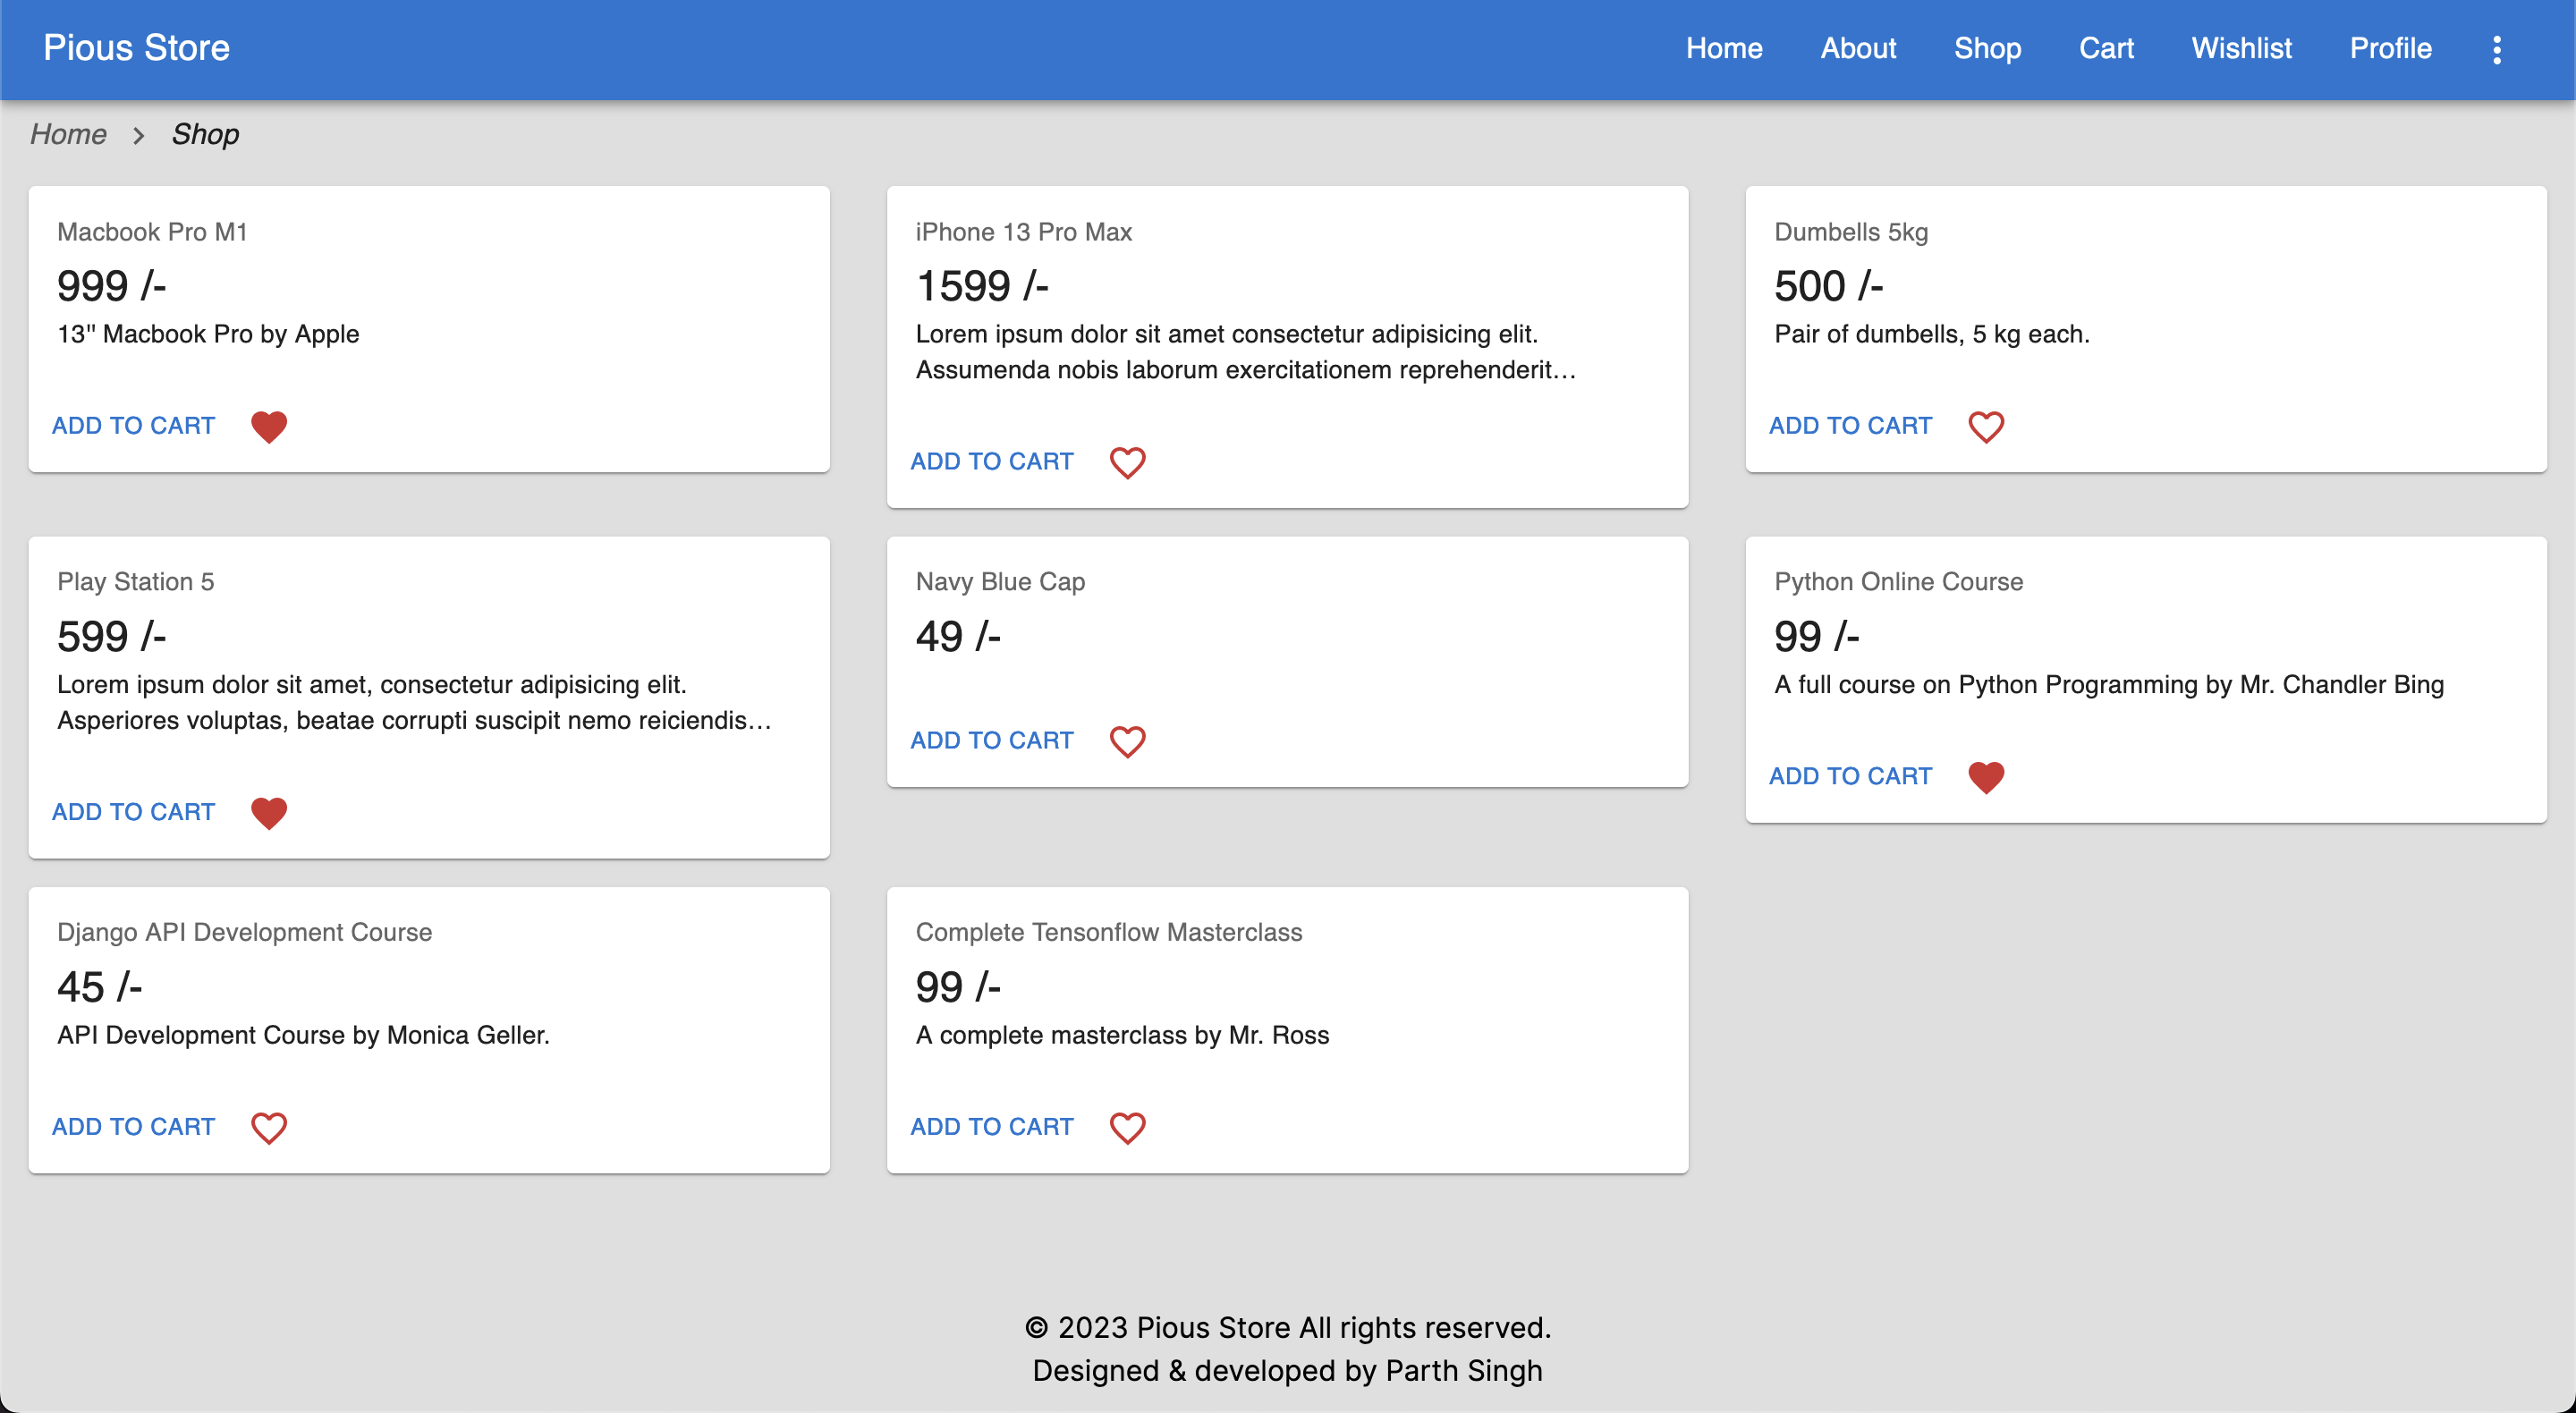 Pious Store
Home
About
Shop
Cart
Wishlist
Profile
Home > Shop
Macbook Pro M1
999 /-
13" Macbook Pro by Apple
ADD TO CART
iPhone 13 Pro Max
1599 /-
Lorem ipsum dolor sit amet consectetur adipisicing elit.
Assumenda nobis laborum exercitationem reprehenderit...
ADD TO CART
Dumbells 5kg
500 /-
Pair of dumbells, 5 kg each.
ADD TO CART
Play Station 5
599 /-
Lorem ipsum dolor sit amet, consectetur adipisicing elit.
Asperiores voluptas, beatae corrupti suscipit nemo reiciendis...
ADD TO CART
Navy Blue Cap
49 /-
ADD TO CART
Python Online Course
99 /-
A full course on Python Programming by Mr. Chandler Bing
ADD TO CART
Django API Development Course
45 /-
API Development Course by Monica Geller.
ADD TO CART
Complete Tensonflow Masterclass
99 /-
A complete masterclass by Mr. Ross
ADD TO CART
© 2023 Pious Store All rights reserved.
Designed & developed by Parth Singh